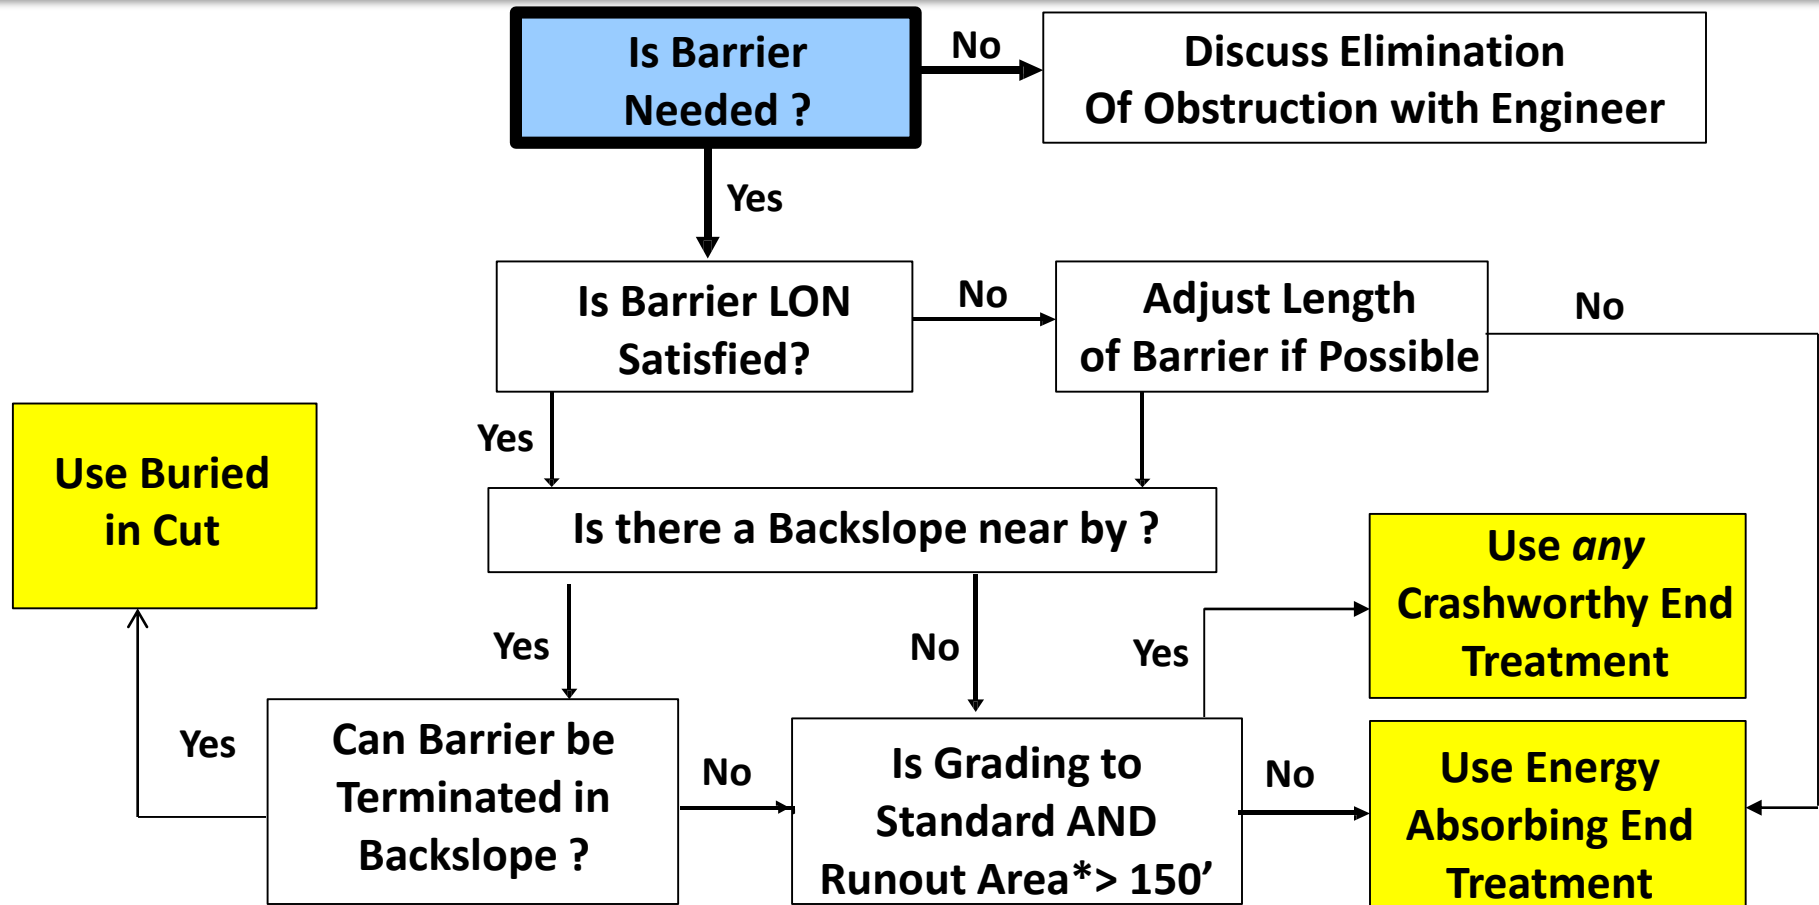 Is Barrier
Needed ?
No
Discuss Elimination
Of Obstruction with Engineer
Yes
Is Barrier LON
Satisfied?
No
Adjust Length
of Barrier if Possible
No
Yes
Use Buried
in Cut
Is there a Backslope near by ?
Use any
Crashworthy End
Treatment
Yes
No
Yes
Yes
Can Barrier be
Terminated in
Backslope ?
No
Is Grading to
Standard AND
Runout Area*> 150’
No
Use Energy
Absorbing End
Treatment